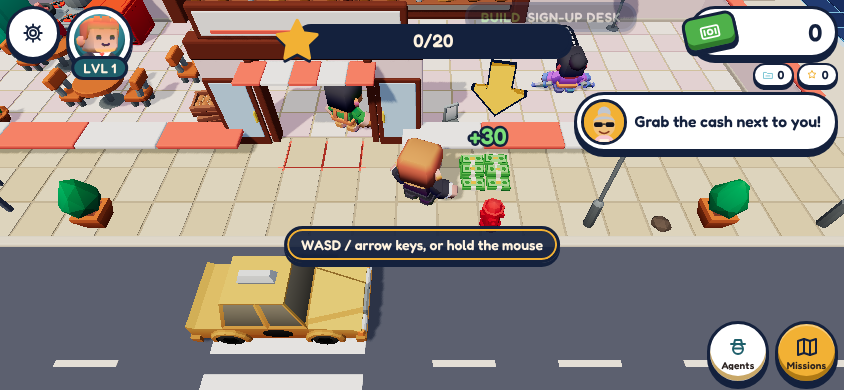 BUILD SIGN-UP DESK
0/20
0
LVL 1
0
0
Grab the cash next to you!
+30
WASD / arrow keys, or hold the mouse
Agents
Missions